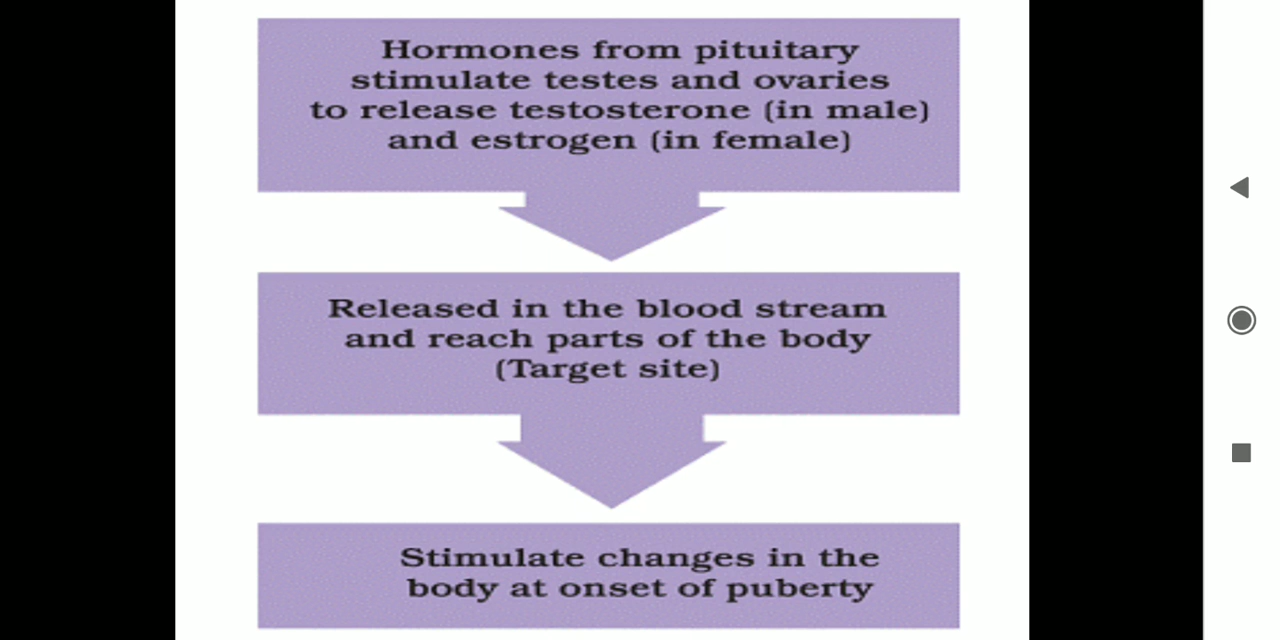 Hormones from pituitary
stimulate testes and ovaries
to release testosterone (in male)
and estrogen (in female)
Released in the blood stream
and reach parts of the body
(Target site)
Stimulate changes in the
body at onset of puberty